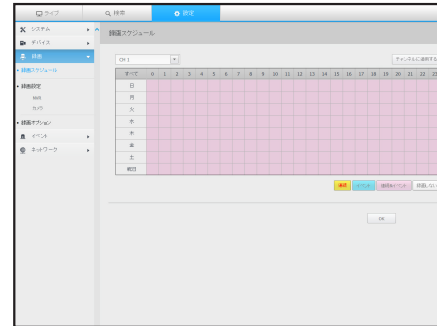 ライブ
検索
設定
システム
デバイス
録画
録画スケジュール
録画設定
NVR
カメラ
録画オプション
イベント
ネットワーク
録画スケジュール
CH 1
チャンネルに適用する
すべて 0 1 2 3 4 5 6 7 8 9 10 11 12 13 14 15 16 17 18 19 20 21 22 23
日
月
火
水
木
金
土
祝日
連続 イベント 連続&イベント 録画しない
OK